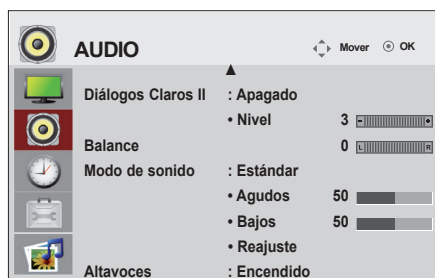 AUDIO Mover OK
Diálogos Claros II : Apagado
• Nivel 3 - +
Balance 0 L R
Modo de sonido : Estándar
• Agudos 50
• Bajos 50
• Reajuste
Altavoces : Encendido